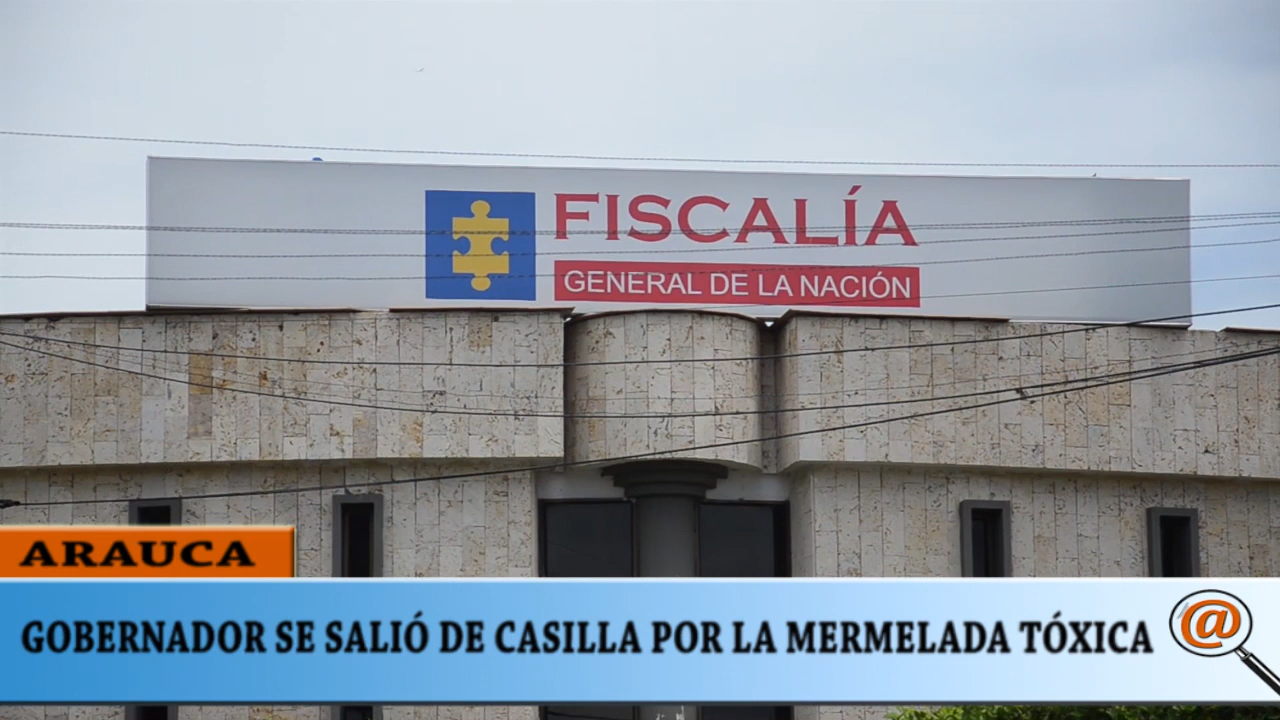 FISCALÍA
GENERAL DE LA NACIÓN
ARAUCA
GOBERNADOR SE SALIÓ DE CASILLA POR LA MERMELADA TÓXICA
@